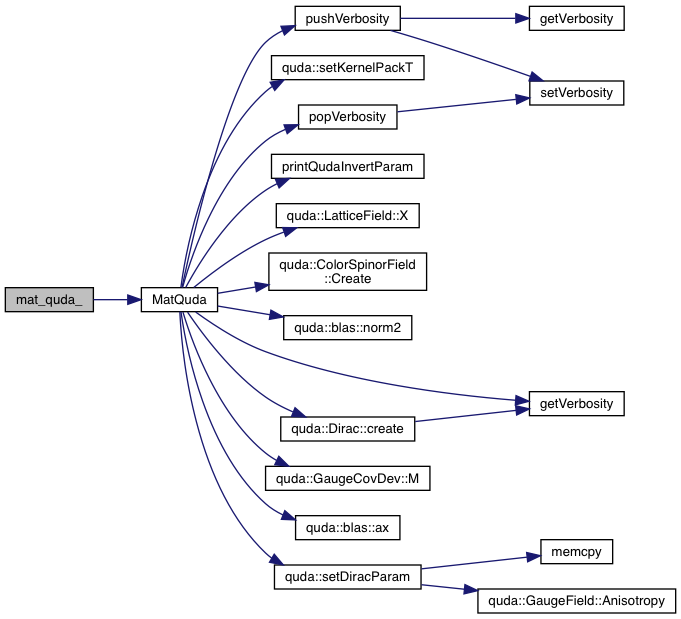 pushVerbosity
getVerbosity
quda::setKernelPackT
setVerbosity
popVerbosity
printQudaInvertParam
quda::LatticeField::X
quda::ColorSpinorField
::Create
mat_quda_
MatQuda
quda::blas::norm2
getVerbosity
quda::Dirac::create
quda::GaugeCovDev::M
quda::blas::ax
memcpy
quda::setDiracParam
quda::GaugeField::Anisotropy